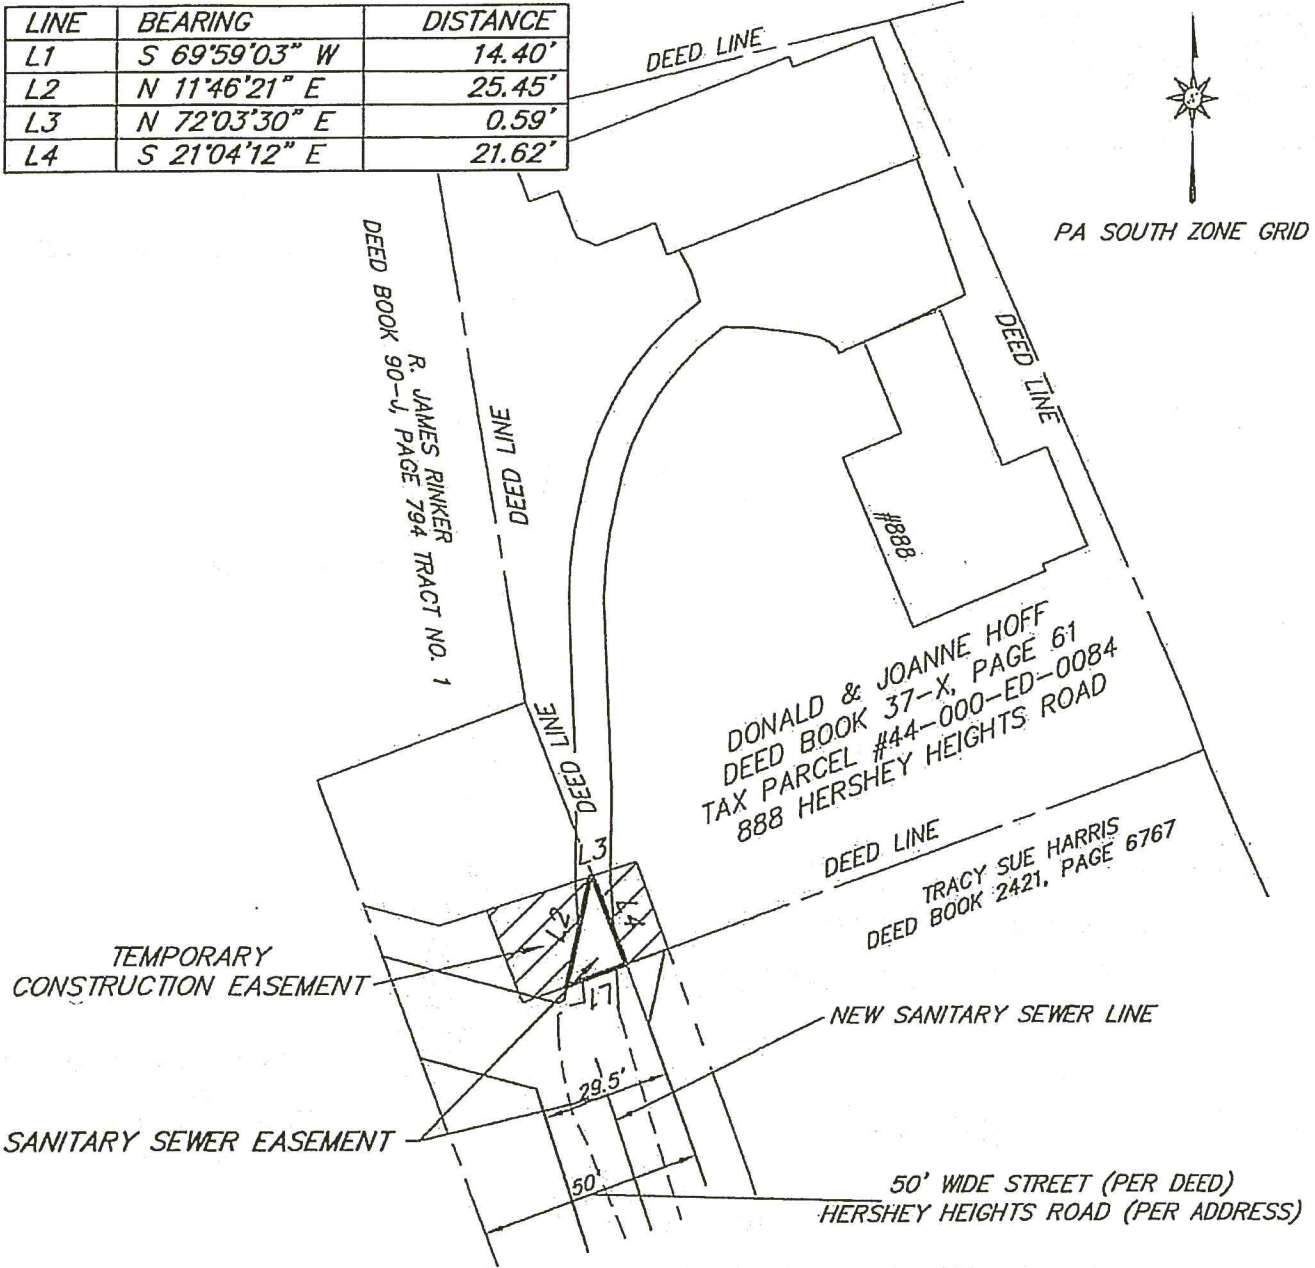 LINE BEARING DISTANCE
L1 S 69°59'03" W 14.40'
L2 N 11°46'21" E 25.45'
L3 N 72°03'30" E 0.59'
L4 S 21°04'12" E 21.62'
DEED LINE
PA SOUTH ZONE GRID
R. JAMES RINKER
DEED BOOK 90-J, PAGE 794 TRACT NO. 1
DEED LINE
DEED LINE
#888
DONALD & JOANNE HOFF
DEED BOOK 37-X, PAGE 61
TAX PARCEL #44-000-ED-0084
888 HERSHEY HEIGHTS ROAD
DEED LINE
DEED LINE
TRACY SUE HARRIS
DEED BOOK 2421, PAGE 6767
L3
L2
L4
L1
TEMPORARY
CONSTRUCTION EASEMENT
NEW SANITARY SEWER LINE
29.5'
SANITARY SEWER EASEMENT
50'
50' WIDE STREET (PER DEED)
HERSHEY HEIGHTS ROAD (PER ADDRESS)